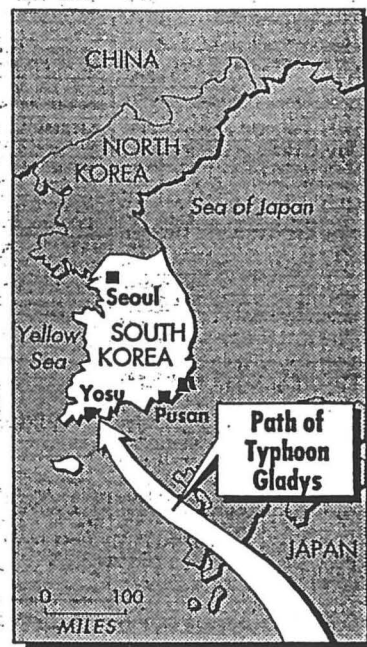 CHINA
NORTH
KOREA
Sea of Japan
Seoul
Yellow
Sea
SOUTH
KOREA
Yosu
Pusan
Path of
Typhoon
Gladys
JAPAN
0 100
MILES